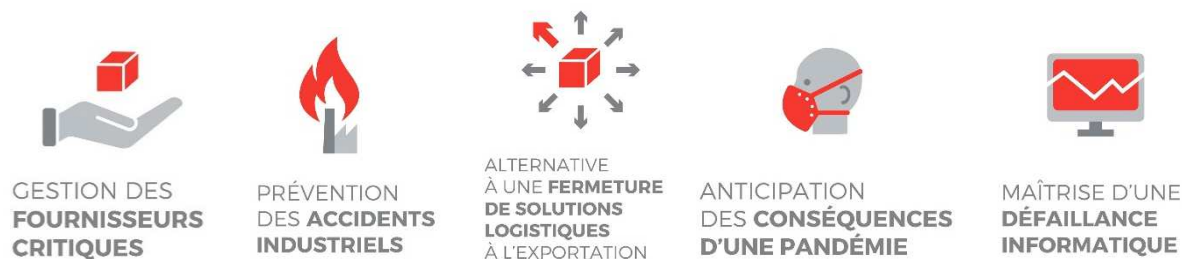 GESTION DES
FOURNISSEURS
CRITIQUES
PRÉVENTION
DES ACCIDENTS
INDUSTRIELS
ALTERNATIVE
À UNE FERMETURE
DE SOLUTIONS
LOGISTIQUES
À L'EXPORTATION
ANTICIPATION
DES CONSÉQUENCES
D'UNE PANDÉMIE
MAÎTRISE D'UNE
DÉFAILLANCE
INFORMATIQUE